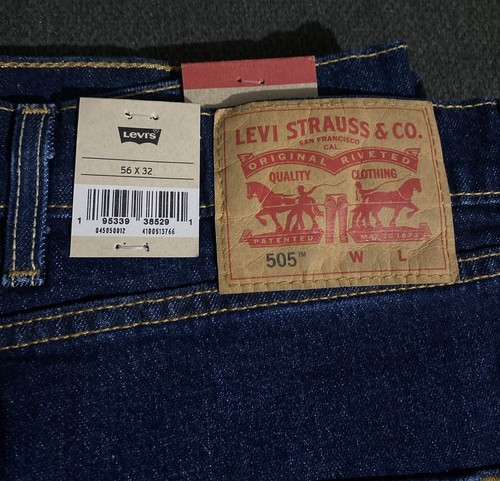 Levi's
56 X 32
1 95339 38529 1
045050012 4100513766
LEVI STRAUSS & CO.
SAN FRANCISCO
CAL.
ORIGINAL RIVETED
QUALITY CLOTHING
PATENTED
505™ W L